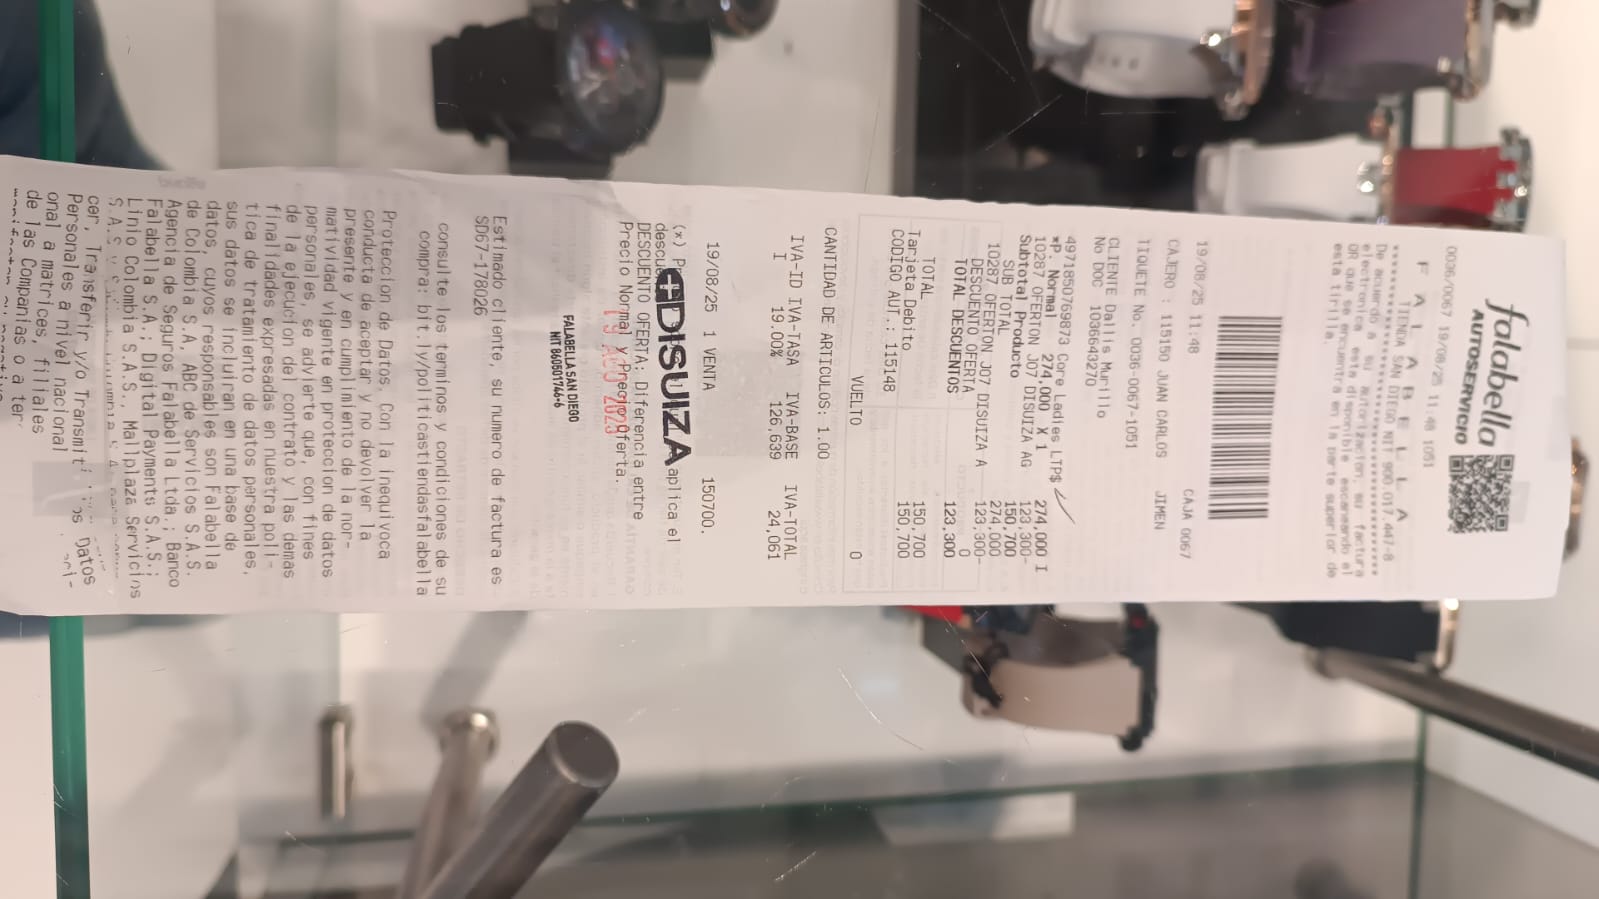 falabella
AUTOSERVICIO
0036/0067 19/08/25 11:48 1051
F A L A B E L L A
TIENDA SAN DIEGO NIT 900.017.447-8
De acuerdo a su autorizacion, su factura
electronica esta disponible escaneando el
QR que se encuentra en la parte superior de
esta tirilla.
19/08/25 11:48 CAJA 0067
CAJERO : 115150 JUAN CARLOS JIMEN
TIQUETE No. 0036-0067-1051
CLIENTE Dallis Murillo
No DOC 1036643270
4971850769873 Core Ladies LTP$ 274,000 I
*P. Normal 274,000 X 1
10287 OFERTON J07 DISUIZA AG 123,300-
Subtotal Producto 150,700
SUB TOTAL 274,000
10287 OFERTON J07 DISUIZA A 123,300-
DESCUENTO OFERTA 0
TOTAL DESCUENTOS 123,300
TOTAL 150,700
Tarjeta Debito 150,700
CODIGO AUT.: 115148
VUELTO 0
CANTIDAD DE ARTICULOS: 1.00
IVA-ID IVA-TASA IVA-BASE IVA-TOTAL
I 19.00% 126,639 24,061
19/08/25 1 VENTA 150700.
(*) aplica el
DISUIZA
DESCUENTO OFERTA: Diferencia entre
Precio Normal y Precio Oferta.
FALABELLA SAN DIEGO
NIT 860501746-6
Estimado cliente, su numero de factura es
SD67-178026
consulte los terminos y condiciones de su
compra: bit.ly/politicastiendasfalabella
Proteccion de Datos. Con la inequivoca
conducta de aceptar y no devolver la
presente y en cumplimiento de la nor-
matividad vigente en proteccion de datos
personales, se advierte que, con fines
de la ejecucion del contrato y las demas
finalidades expresadas en nuestra poli-
tica de tratamiento de datos personales,
sus datos se incluiran en una base de
datos, cuyos responsables son Falabella
de Colombia S.A. ABC de Servicios S.A.S.
Agencia de Seguros Falabella Ltda.; Banco
Falabella S.A.; Digital Payments S.A.S.;
Linio Colombia S.A.S., Mallplaza Servicios
S.A.S
cer, Transferir y/o Transmitir Datos
Personales a nivel nacional
onal a matrices, filiales
de las Companias o a ter